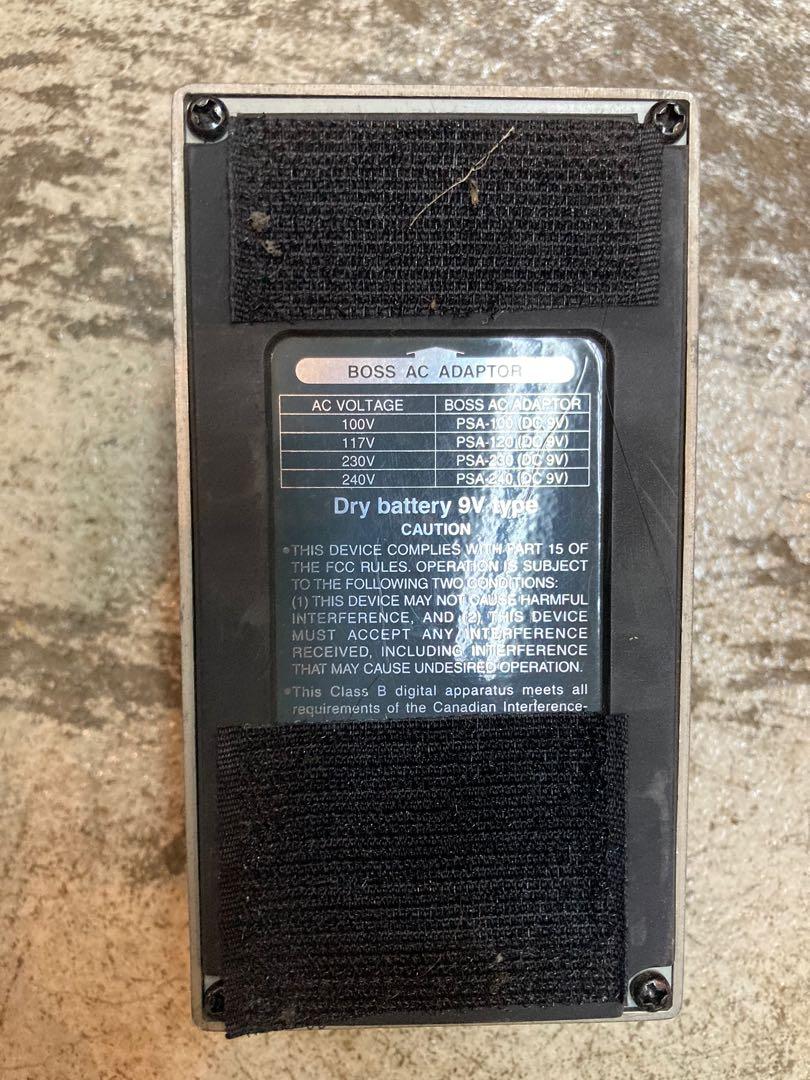 BOSS AC ADAPTOR
AC VOLTAGE BOSS AC ADAPTOR
100V PSA-100 (DC 9V)
117V PSA-120 (DC 9V)
230V PSA-230 (DC 9V)
240V PSA-240 (DC 9V)
Dry battery 9V type
CAUTION
•THIS DEVICE COMPLIES WITH PART 15 OF
THE FCC RULES. OPERATION IS SUBJECT
TO THE FOLLOWING TWO CONDITIONS:
(1) THIS DEVICE MAY NOT CAUSE HARMFUL
INTERFERENCE, AND (2) THIS DEVICE
MUST ACCEPT ANY INTERFERENCE
RECEIVED, INCLUDING INTERFERENCE
THAT MAY CAUSE UNDESIRED OPERATION.
•This Class B digital apparatus meets all
requirements of the Canadian Interference-